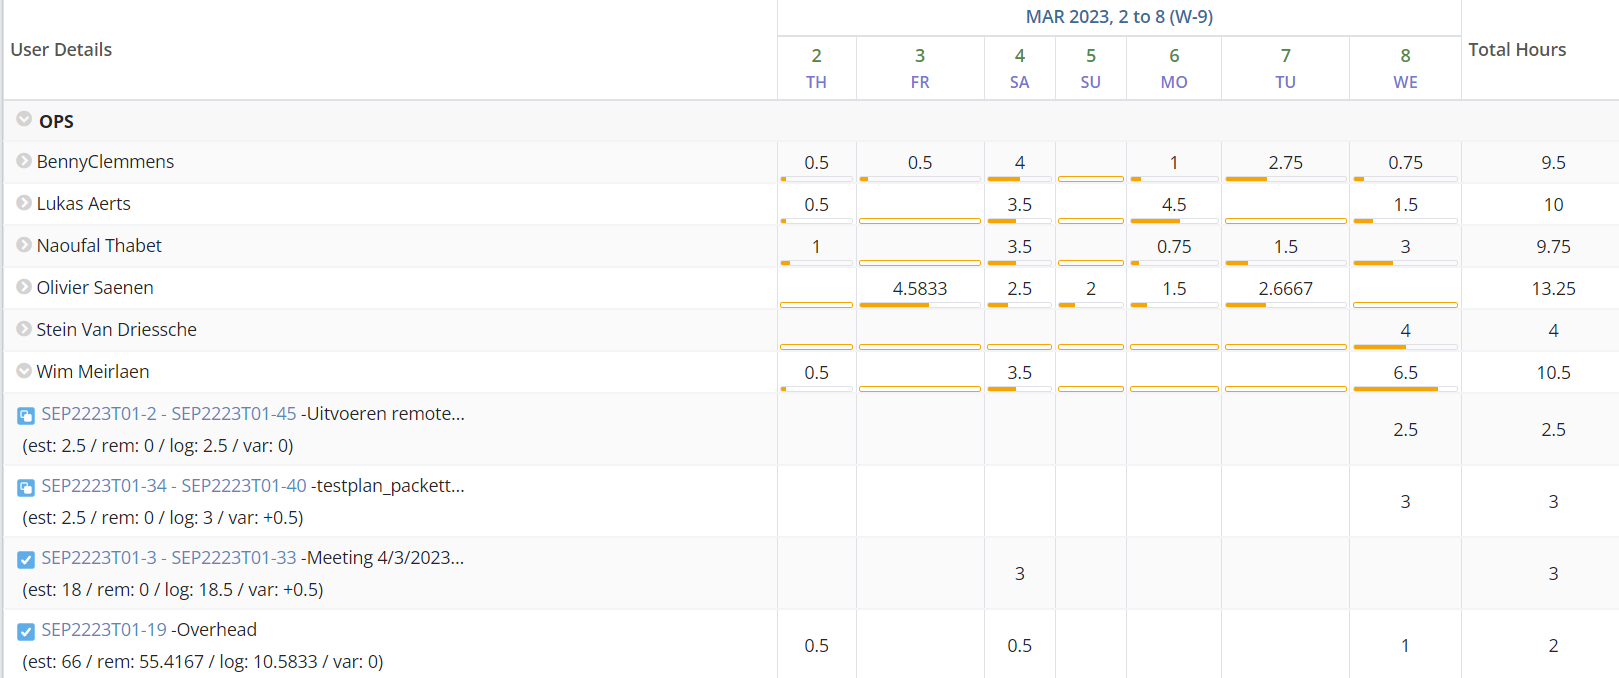 MAR 2023, 2 to 8 (W-9)
User Details
Total Hours
2 3 4 5 6 7 8
TH FR SA SU MO TU WE
OPS
BennyClemmens 0.5 0.5 4 1 2.75 0.75 9.5
Lukas Aerts 0.5 3.5 4.5 1.5 10
Naoufal Thabet 1 3.5 0.75 1.5 3 9.75
Olivier Saenen 4.5833 2.5 2 1.5 2.6667 13.25
Stein Van Driessche 4 4
Wim Meirlaen 0.5 3.5 6.5 10.5
SEP2223T01-2 - SEP2223T01-45 -Uitvoeren remote...
2.5 2.5
(est: 2.5 / rem: 0 / log: 2.5 / var: 0)
SEP2223T01-34 - SEP2223T01-40 -testplan_packett...
3 3
(est: 2.5 / rem: 0 / log: 3 / var: +0.5)
SEP2223T01-3 - SEP2223T01-33 -Meeting 4/3/2023...
3 3
(est: 18 / rem: 0 / log: 18.5 / var: +0.5)
SEP2223T01-19 -Overhead
0.5 0.5 1 2
(est: 66 / rem: 55.4167 / log: 10.5833 / var: 0)